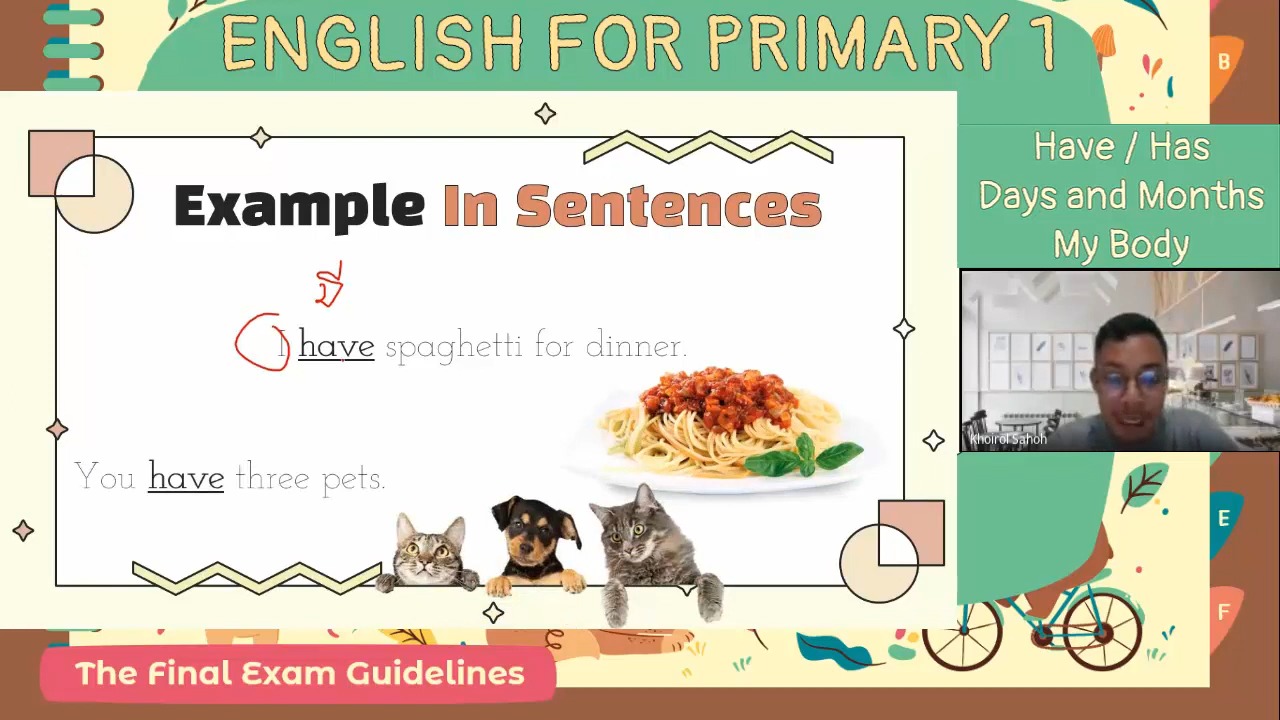 ENGLISH FOR PRIMARY 1
B
Have / Has
Days and Months
My Body
Example In Sentences
มี
I have spaghetti for dinner.
Khoirol Sahoh
You have three pets.
E
F
The Final Exam Guidelines